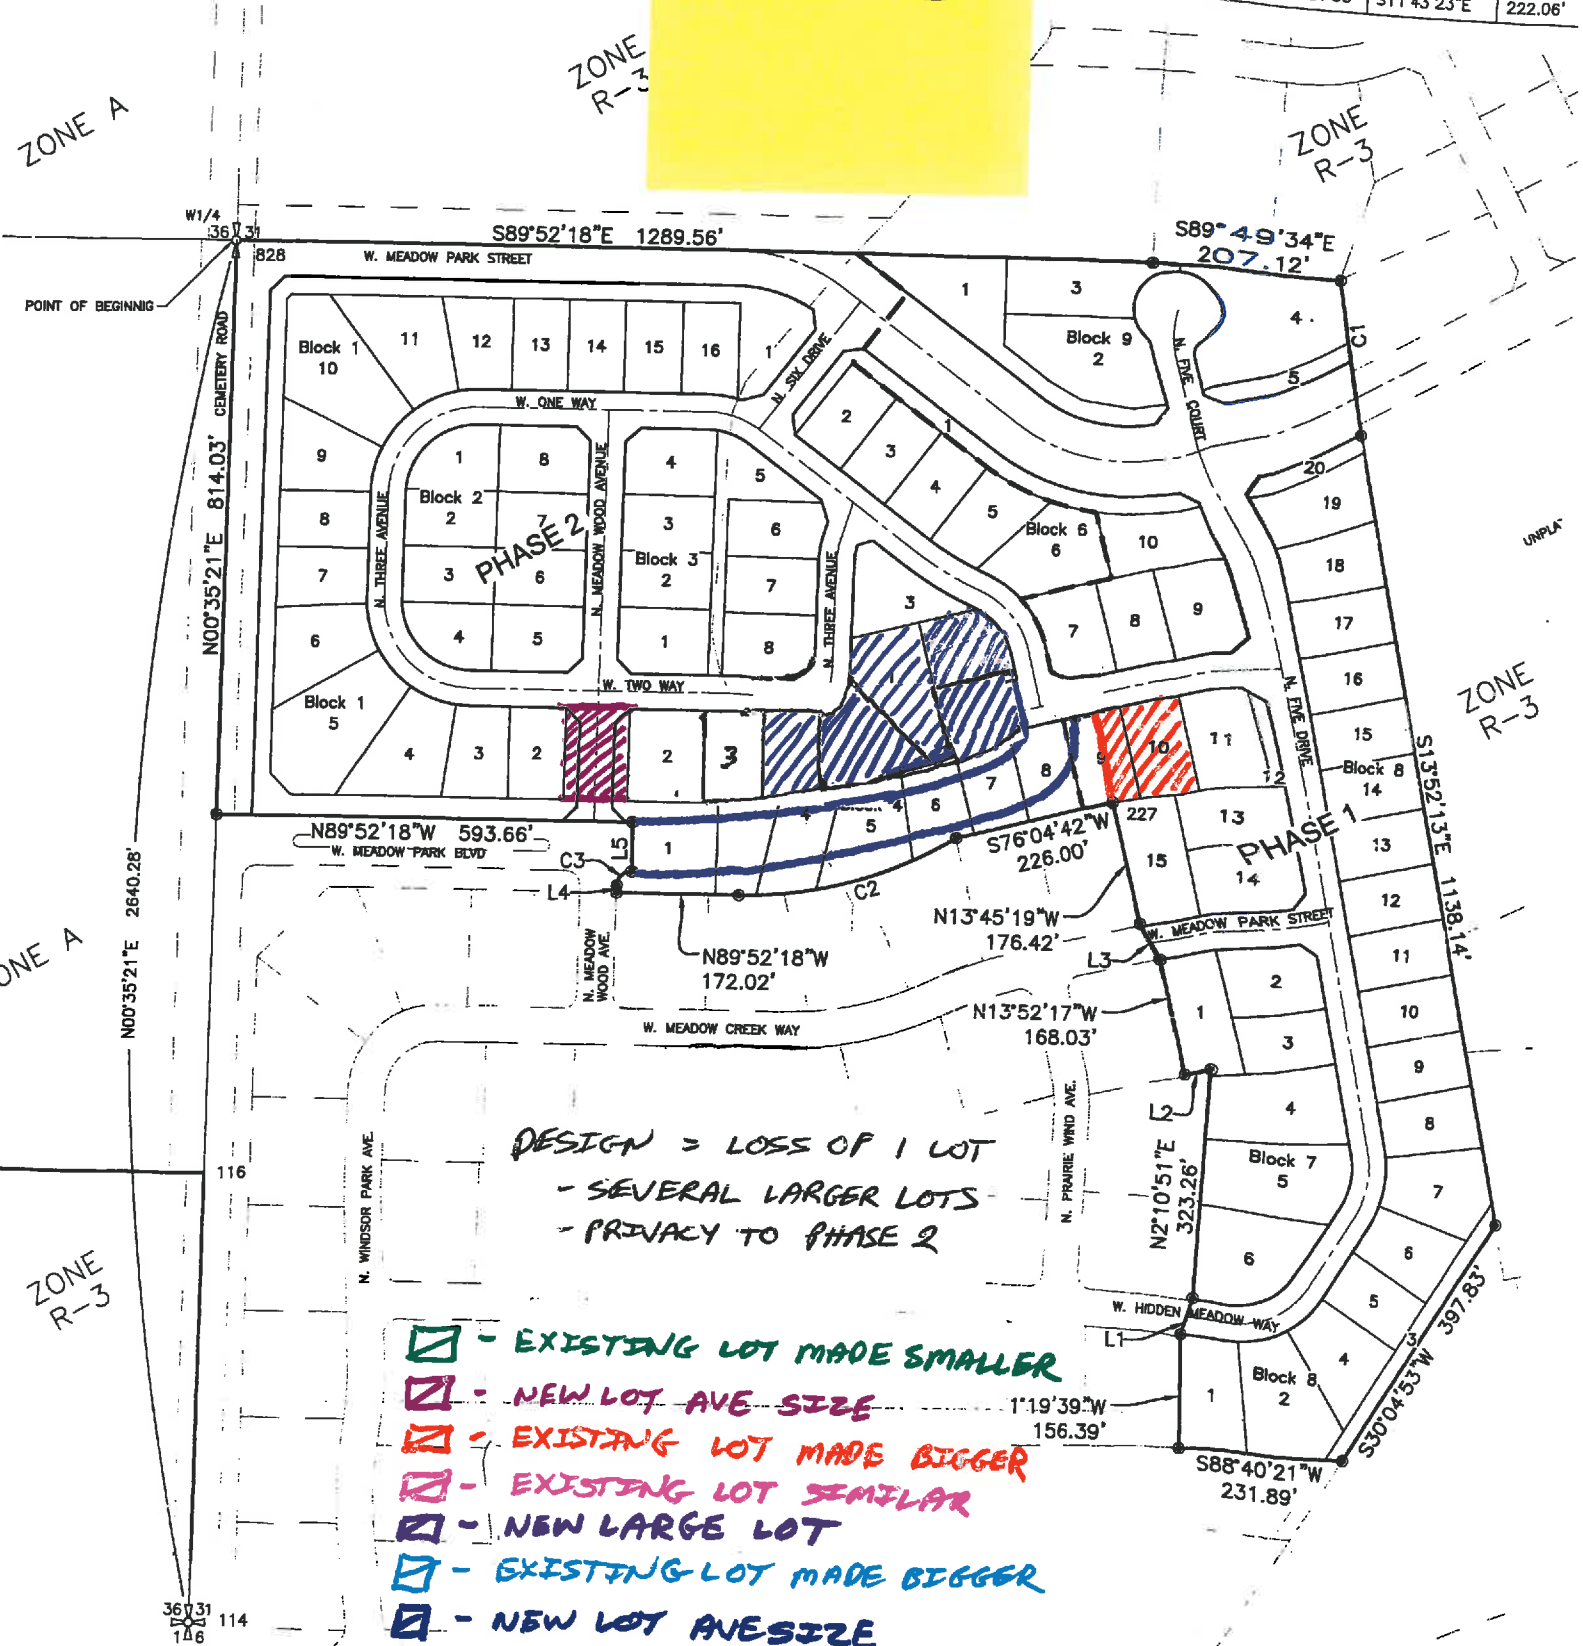 S11°43'23"E
222.06'
ZONE A
ZONE
R-3
ZONE
R-3
W1/4
36 31
828
S89°52'18"E 1289.56'
W. MEADOW PARK STREET
S89°49'34"E
207.12'
POINT OF BEGINNIG
CEMETERY ROAD
N00°35'21"E 814.03'
Block 1
10
11
12
13
14
15
16
1
N. SIX DRIVE
1
3
Block 9
2
4
C1
5
N. FIVE COURT
W. ONE WAY
9
8
7
6
Block 1
5
4
3
2
N. THREE AVENUE
1
8
Block 2
2
7
PHASE 2
3
6
4
5
N. MEADOW WOOD AVENUE
4
5
3
6
Block 3
2
7
1
8
N. THREE AVENUE
W. TWO WAY
2
3
4
5
1
Block 6
6
10
7
8
9
3
1
20
19
18
17
16
15
Block 8
14
13
12
11
10
9
8
7
6
5
4
3
UNPLAT
ZONE
R-3
N. FIVE DRIVE
S13°52'13"E 1138.14'
2
3
9
10
11
12
13
14
15
PHASE 1
227
1
4
4
5
6
7
8
N89°52'18"W 593.66'
W. MEADOW PARK BLVD
L5
C3
L4
C2
S76°04'42"W
226.00'
N13°45'19"W
176.42'
W. MEADOW PARK STREET
L3
N89°52'18"W
172.02'
N. MEADOW
WOOD AVE.
W. MEADOW CREEK WAY
N13°52'17"W
168.03'
1
2
3
4
Block 7
5
6
L2
N2°10'51"E
323.26'
N. PRAIRIE WIND AVE.
N. WINDSOR PARK AVE.
N00°35'21"E 2640.28'
ONE A
116
ZONE
R-3
DESIGN = LOSS OF 1 LOT
- SEVERAL LARGER LOTS
- PRIVACY TO PHASE 2
W. HIDDEN MEADOW WAY
L1
1°19'39"W
156.39'
1
Block 8
2
S30°04'53"W 397.83'
S88°40'21"W
231.89'
- EXISTING LOT MADE SMALLER
- NEW LOT AVE SIZE
- EXISTING LOT MADE BIGGER
- EXISTING LOT SIMILAR
- NEW LARGE LOT
- EXISTING LOT MADE BIGGER
- NEW LOT AVE SIZE
36 31
1 6
114